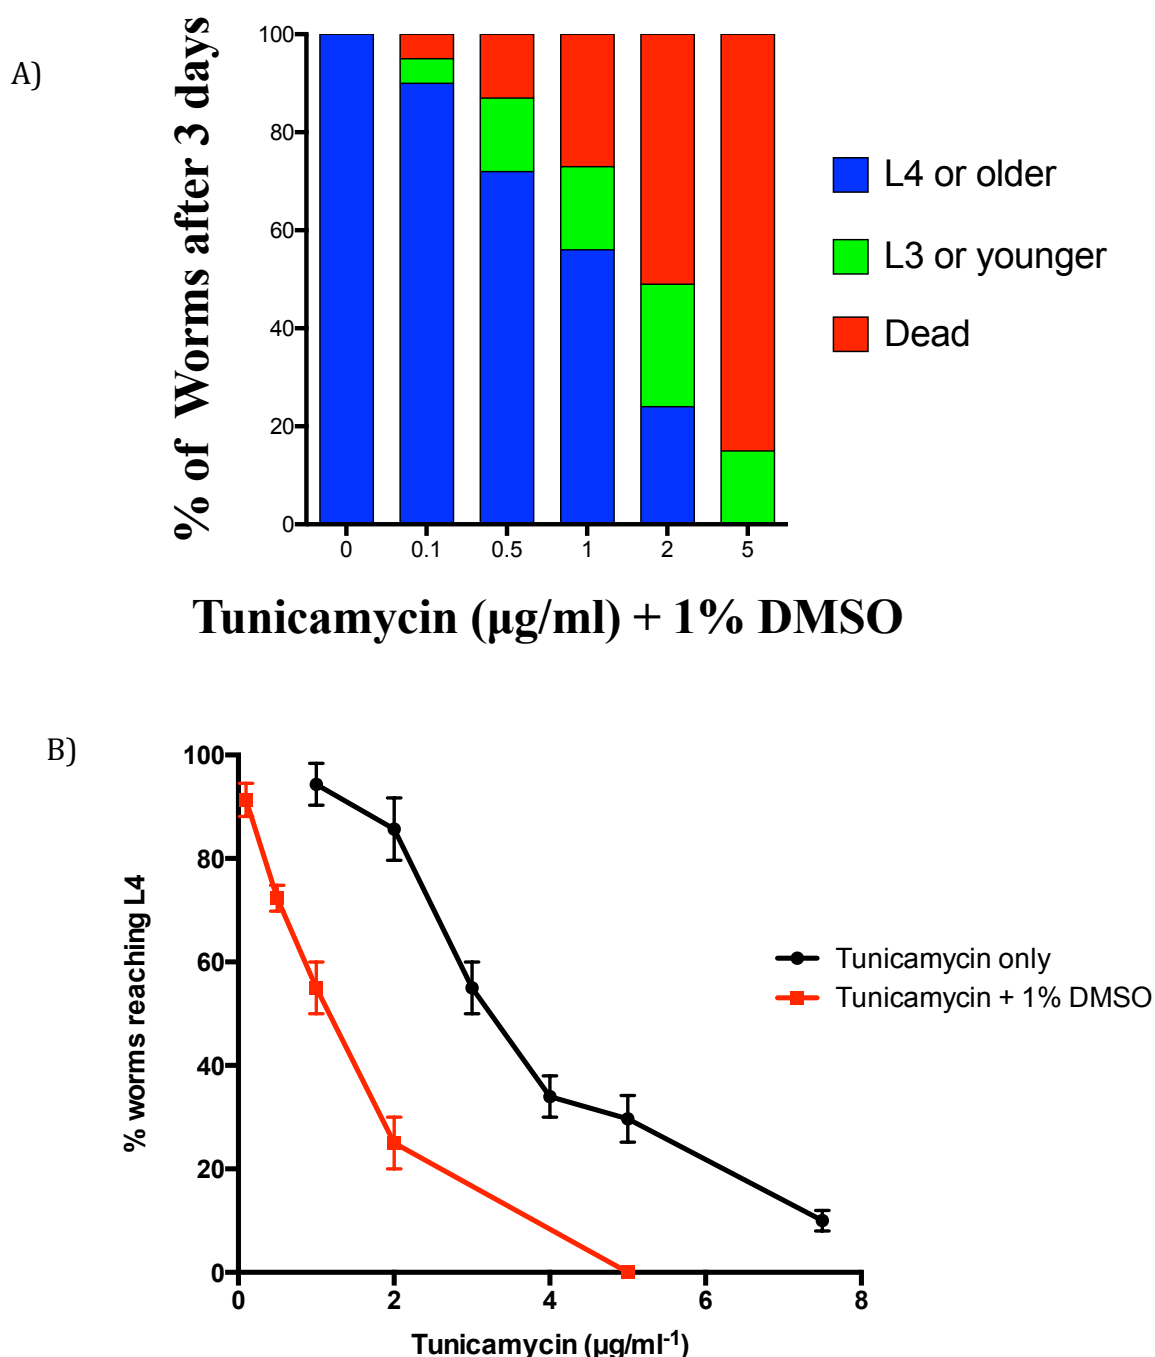 A)
% of Worms after 3 days
100
80
60
40
20
0
0 0.1 0.5 1 2 5
Tunicamycin (µg/ml) + 1% DMSO
L4 or older
L3 or younger
Dead
B)
% worms reaching L4
100
80
60
40
20
0
0 2 4 6 8
Tunicamycin (µg/ml⁻¹)
Tunicamycin only
Tunicamycin + 1% DMSO